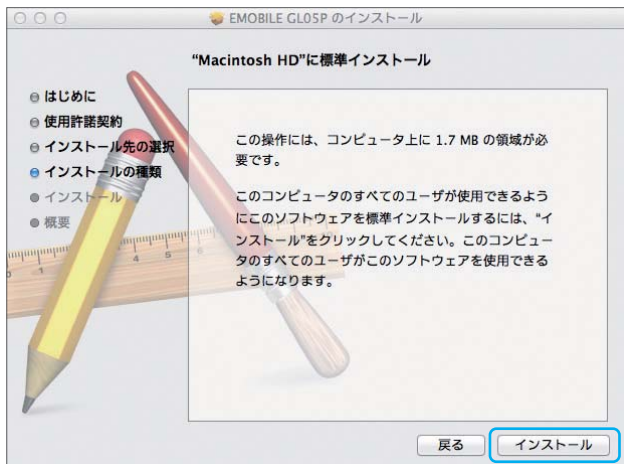 EMOBILE GL05P のインストール
“Macintosh HD”に標準インストール
はじめに
使用許諾契約
インストール先の選択
インストールの種類
インストール
概要
この操作には、コンピュータ上に 1.7 MB の領域が必
要です。
このコンピュータのすべてのユーザが使用できるよう
にこのソフトウェアを標準インストールするには、“イ
ンストール”をクリックしてください。このコンピュー
タのすべてのユーザがこのソフトウェアを使用できる
ようになります。
戻る
インストール